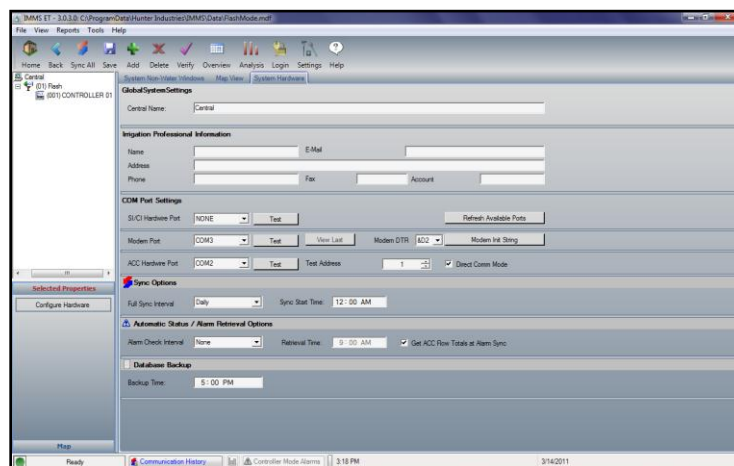 IMMS ET - 3.0.3.0: C:\ProgramData\Hunter Industries\IMMS\Data\FlashMode.mdf
File View Reports Tools Help
Home Back Sync All Save Add Delete Verify Overview Analysis Login Settings Help
Central
(01) Flash
(001) CONTROLLER 01
System Non-Water Windows Map View System Hardware
GlobalSystemSettings
Central Name: Central
Irrigation Professional Information
Name E-Mail
Address
Phone Fax Account
COM Port Settings
SI/CI Hardwire Port NONE Test Refresh Available Ports
Modem Port COM3 Test View Last Modem DTR &D2 Modem Init String
ACC Hardwire Port COM2 Test Test Address 1 Direct Comm Mode
Selected Properties
Configure Hardware
Sync Options
Full Sync Interval Daily Sync Start Time: 12:00 AM
Automatic Status / Alarm Retrieval Options
Alarm Check Interval None Retrieval Time: 5:00 AM Get ACC Flow Totals at Alarm Sync
Database Backup
Backup Time: 5:00 PM
Map
Ready Communication History Controller Mode Alarms 3:18 PM 3/14/2011